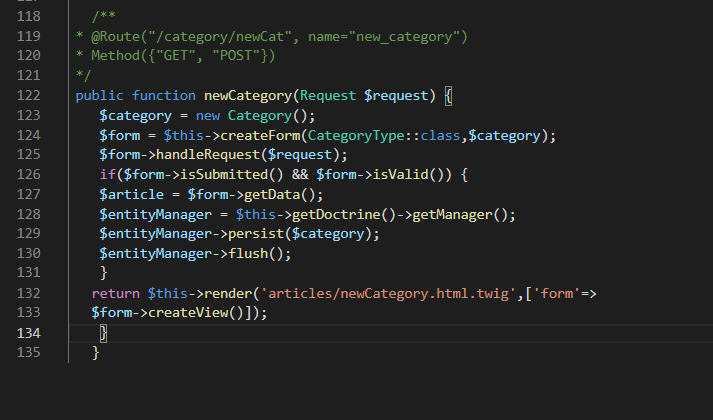 118 /**
119 * @Route("/category/newCat", name="new_category")
120 * Method({"GET", "POST"})
121 */
122 public function newCategory(Request $request) {
123 $category = new Category();
124 $form = $this->createForm(CategoryType::class,$category);
125 $form->handleRequest($request);
126 if($form->isSubmitted() && $form->isValid()) {
127 $article = $form->getData();
128 $entityManager = $this->getDoctrine()->getManager();
129 $entityManager->persist($category);
130 $entityManager->flush();
131 }
132 return $this->render('articles/newCategory.html.twig',['form'=>
133 $form->createView()]);
134 }
135 }